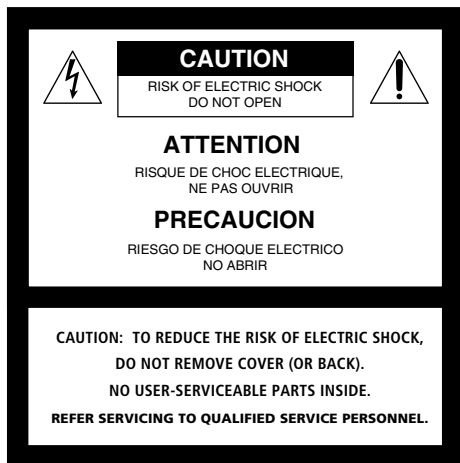 CAUTION
RISK OF ELECTRIC SHOCK
DO NOT OPEN
ATTENTION
RISQUE DE CHOC ELECTRIQUE,
NE PAS OUVRIR
PRECAUCION
RIESGO DE CHOQUE ELECTRICO
NO ABRIR
CAUTION: TO REDUCE THE RISK OF ELECTRIC SHOCK,
DO NOT REMOVE COVER (OR BACK).
NO USER-SERVICEABLE PARTS INSIDE.
REFER SERVICING TO QUALIFIED SERVICE PERSONNEL.